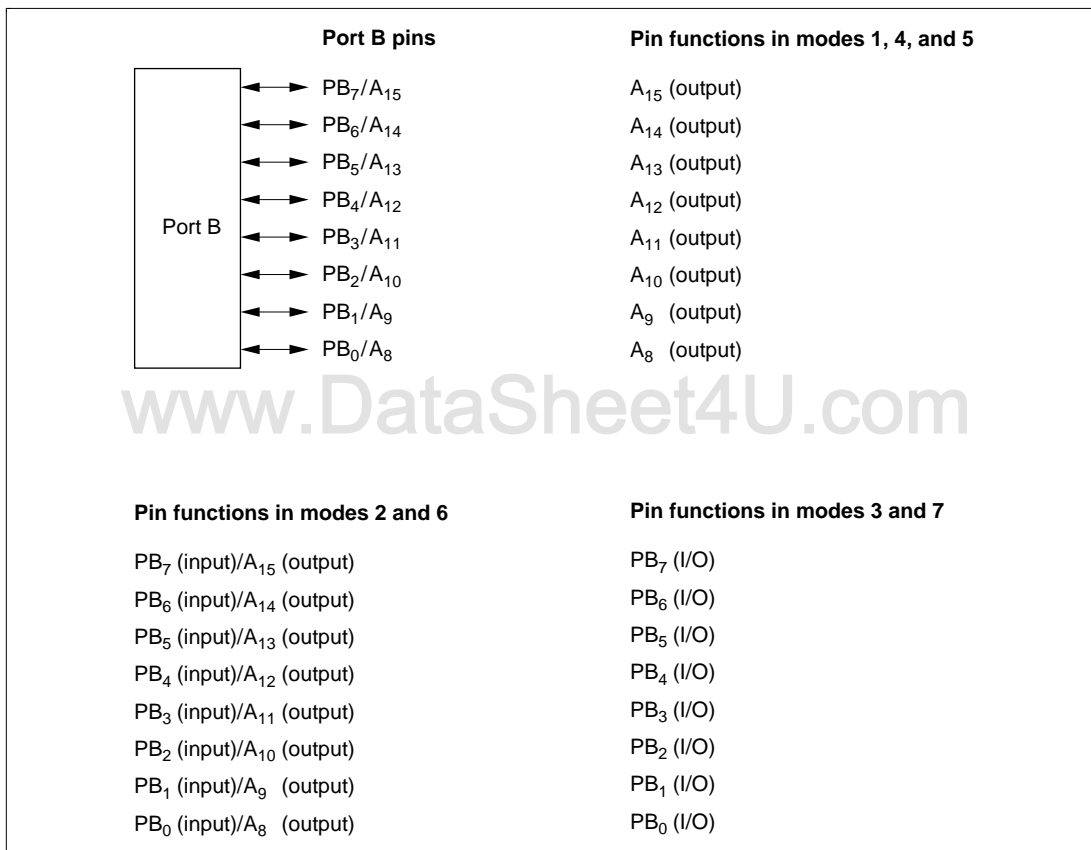 Port B pins
Pin functions in modes 1, 4, and 5
PB7/A15
A15 (output)
PB6/A14
A14 (output)
PB5/A13
A13 (output)
PB4/A12
A12 (output)
Port B
PB3/A11
A11 (output)
PB2/A10
A10 (output)
PB1/A9
A9 (output)
PB0/A8
A8 (output)
www.DataSheet4U.com
Pin functions in modes 2 and 6
PB7 (input)/A15 (output)
PB6 (input)/A14 (output)
PB5 (input)/A13 (output)
PB4 (input)/A12 (output)
PB3 (input)/A11 (output)
PB2 (input)/A10 (output)
PB1 (input)/A9 (output)
PB0 (input)/A8 (output)
Pin functions in modes 3 and 7
PB7 (I/O)
PB6 (I/O)
PB5 (I/O)
PB4 (I/O)
PB3 (I/O)
PB2 (I/O)
PB1 (I/O)
PB0 (I/O)